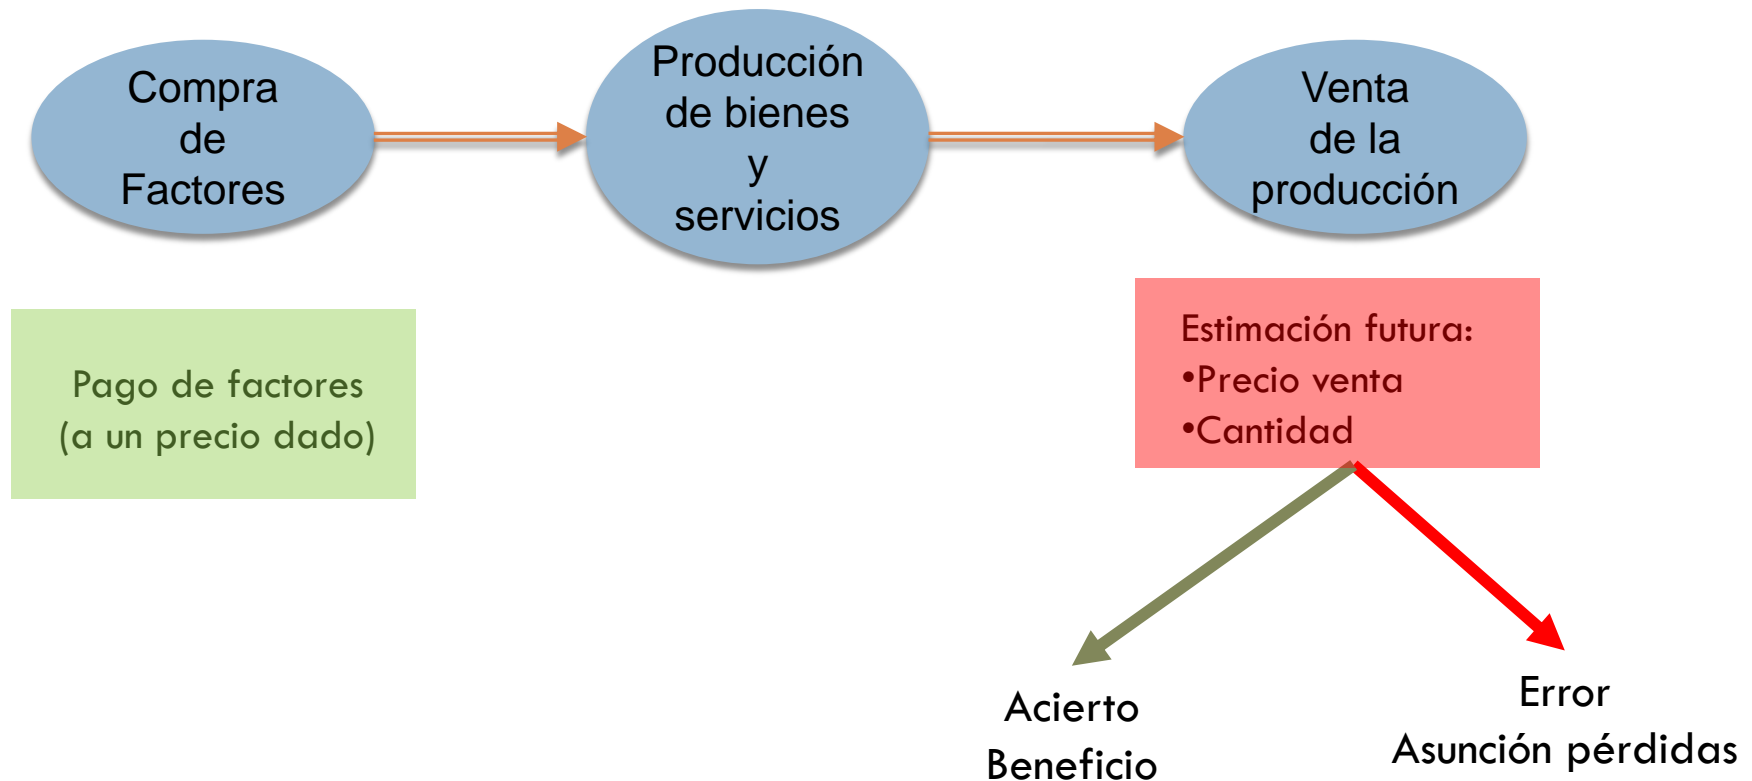 Compra
de
Factores
Producción
de bienes
y
servicios
Venta
de la
producción
Pago de factores
(a un precio dado)
Estimación futura:
•Precio venta
•Cantidad
Acierto
Beneficio
Error
Asunción pérdidas